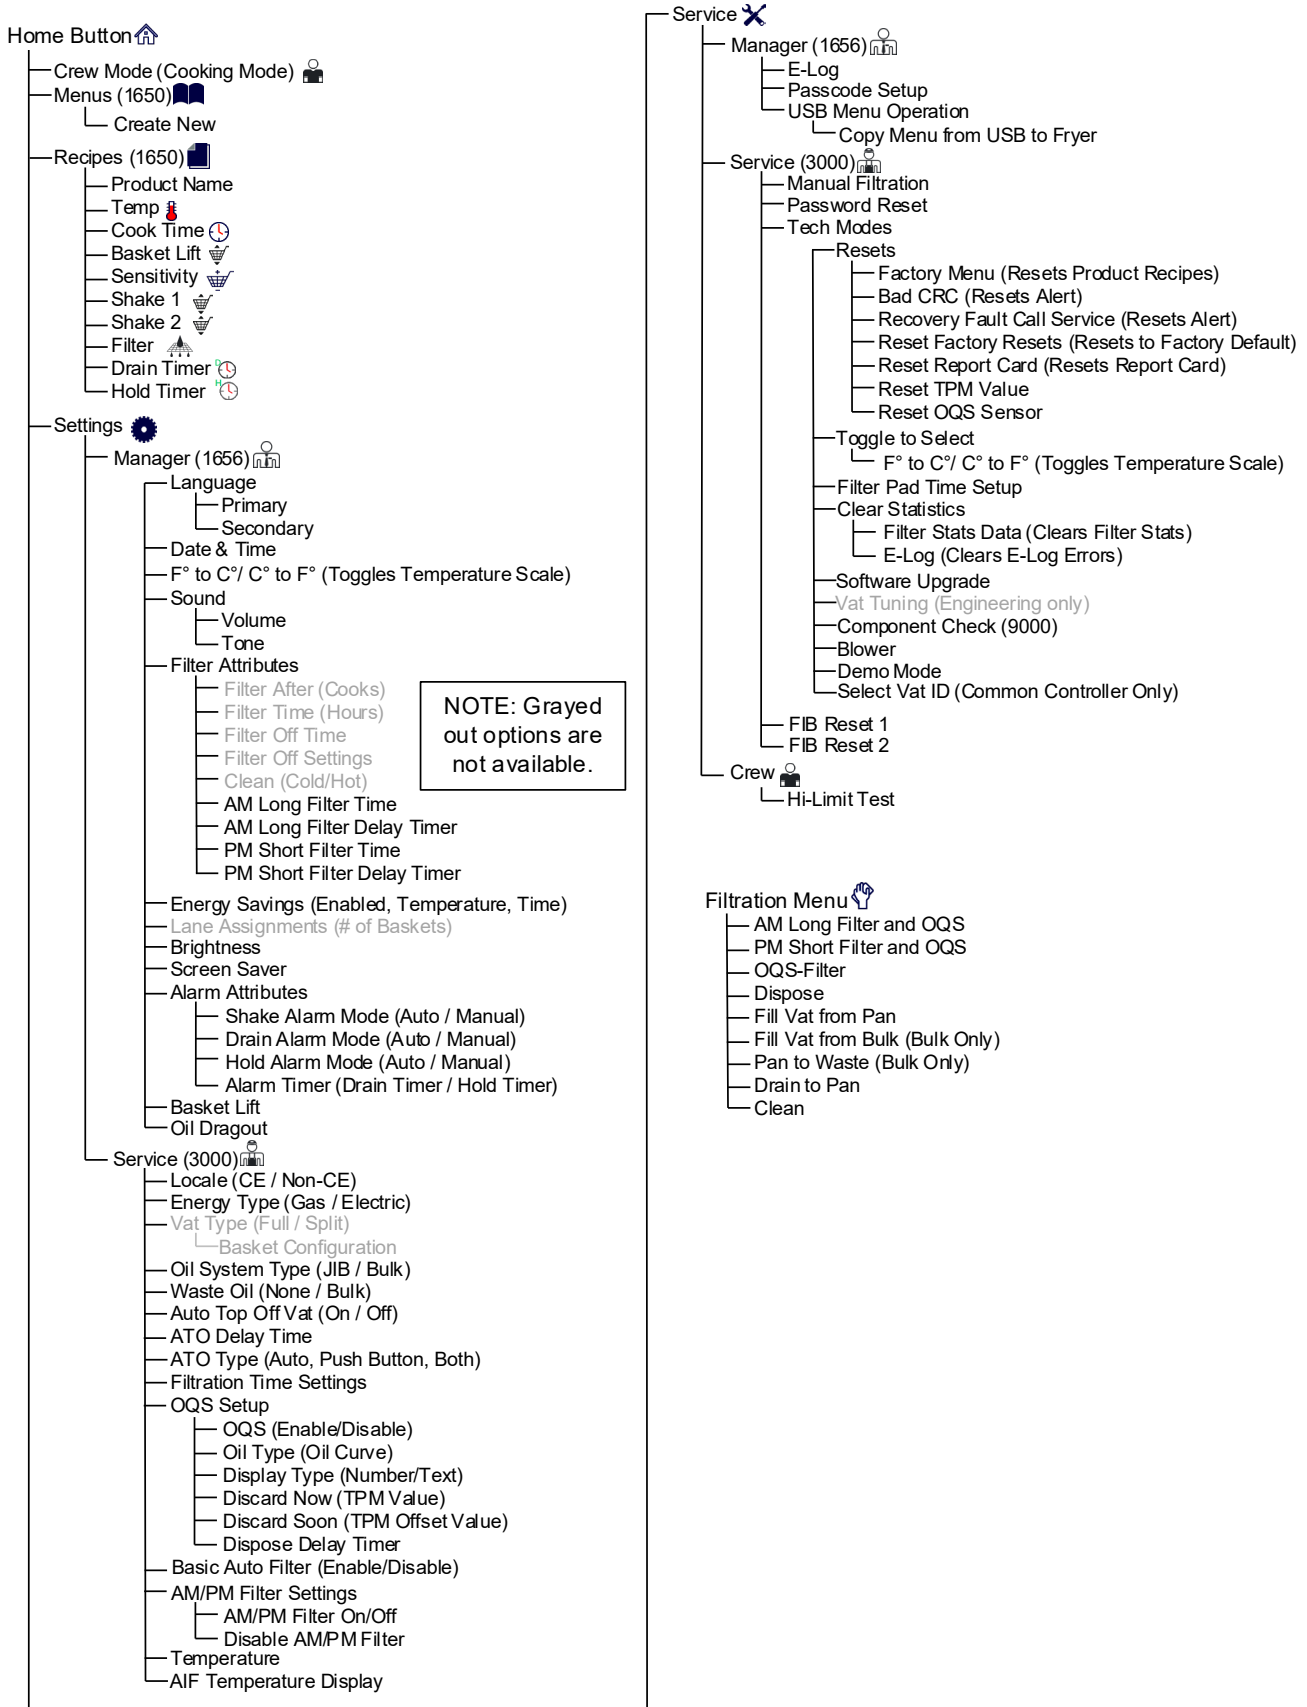 Home Button
Crew Mode (Cooking Mode)
Menus (1650)
Create New
Recipes (1650)
Product Name
Temp
Cook Time
Basket Lift
Sensitivity
Shake 1
Shake 2
Filter
Drain Timer
Hold Timer
Settings
Manager (1656)
Language
Primary
Secondary
Date & Time
F° to C°/ C° to F° (Toggles Temperature Scale)
Sound
Volume
Tone
Filter Attributes
Filter After (Cooks)
Filter Time (Hours)
Filter Off Time
Filter Off Settings
Clean (Cold/Hot)
AM Long Filter Time
AM Long Filter Delay Timer
PM Short Filter Time
PM Short Filter Delay Timer
NOTE: Grayed
out options are
not available.
Energy Savings (Enabled, Temperature, Time)
Lane Assignments (# of Baskets)
Brightness
Screen Saver
Alarm Attributes
Shake Alarm Mode (Auto / Manual)
Drain Alarm Mode (Auto / Manual)
Hold Alarm Mode (Auto / Manual)
Alarm Timer (Drain Timer / Hold Timer)
Basket Lift
Oil Dragout
Service (3000)
Locale (CE / Non-CE)
Energy Type (Gas / Electric)
Vat Type (Full / Split)
Basket Configuration
Oil System Type (JIB / Bulk)
Waste Oil (None / Bulk)
Auto Top Off Vat (On / Off)
ATO Delay Time
ATO Type (Auto, Push Button, Both)
Filtration Time Settings
OQS Setup
OQS (Enable/Disable)
Oil Type (Oil Curve)
Display Type (Number/Text)
Discard Now (TPM Value)
Discard Soon (TPM Offset Value)
Dispose Delay Timer
Basic Auto Filter (Enable/Disable)
AM/PM Filter Settings
AM/PM Filter On/Off
Disable AM/PM Filter
Temperature
AIF Temperature Display
Service
Manager (1656)
E-Log
Passcode Setup
USB Menu Operation
Copy Menu from USB to Fryer
Service (3000)
Manual Filtration
Password Reset
Tech Modes
Resets
Factory Menu (Resets Product Recipes)
Bad CRC (Resets Alert)
Recovery Fault Call Service (Resets Alert)
Reset Factory Resets (Resets to Factory Default)
Reset Report Card (Resets Report Card)
Reset TPM Value
Reset OQS Sensor
Toggle to Select
F° to C°/ C° to F° (Toggles Temperature Scale)
Filter Pad Time Setup
Clear Statistics
Filter Stats Data (Clears Filter Stats)
E-Log (Clears E-Log Errors)
Software Upgrade
Vat Tuning (Engineering only)
Component Check (9000)
Blower
Demo Mode
Select Vat ID (Common Controller Only)
FIB Reset 1
FIB Reset 2
Crew
Hi-Limit Test
Filtration Menu
AM Long Filter and OQS
PM Short Filter and OQS
OQS-Filter
Dispose
Fill Vat from Pan
Fill Vat from Bulk (Bulk Only)
Pan to Waste (Bulk Only)
Drain to Pan
Clean